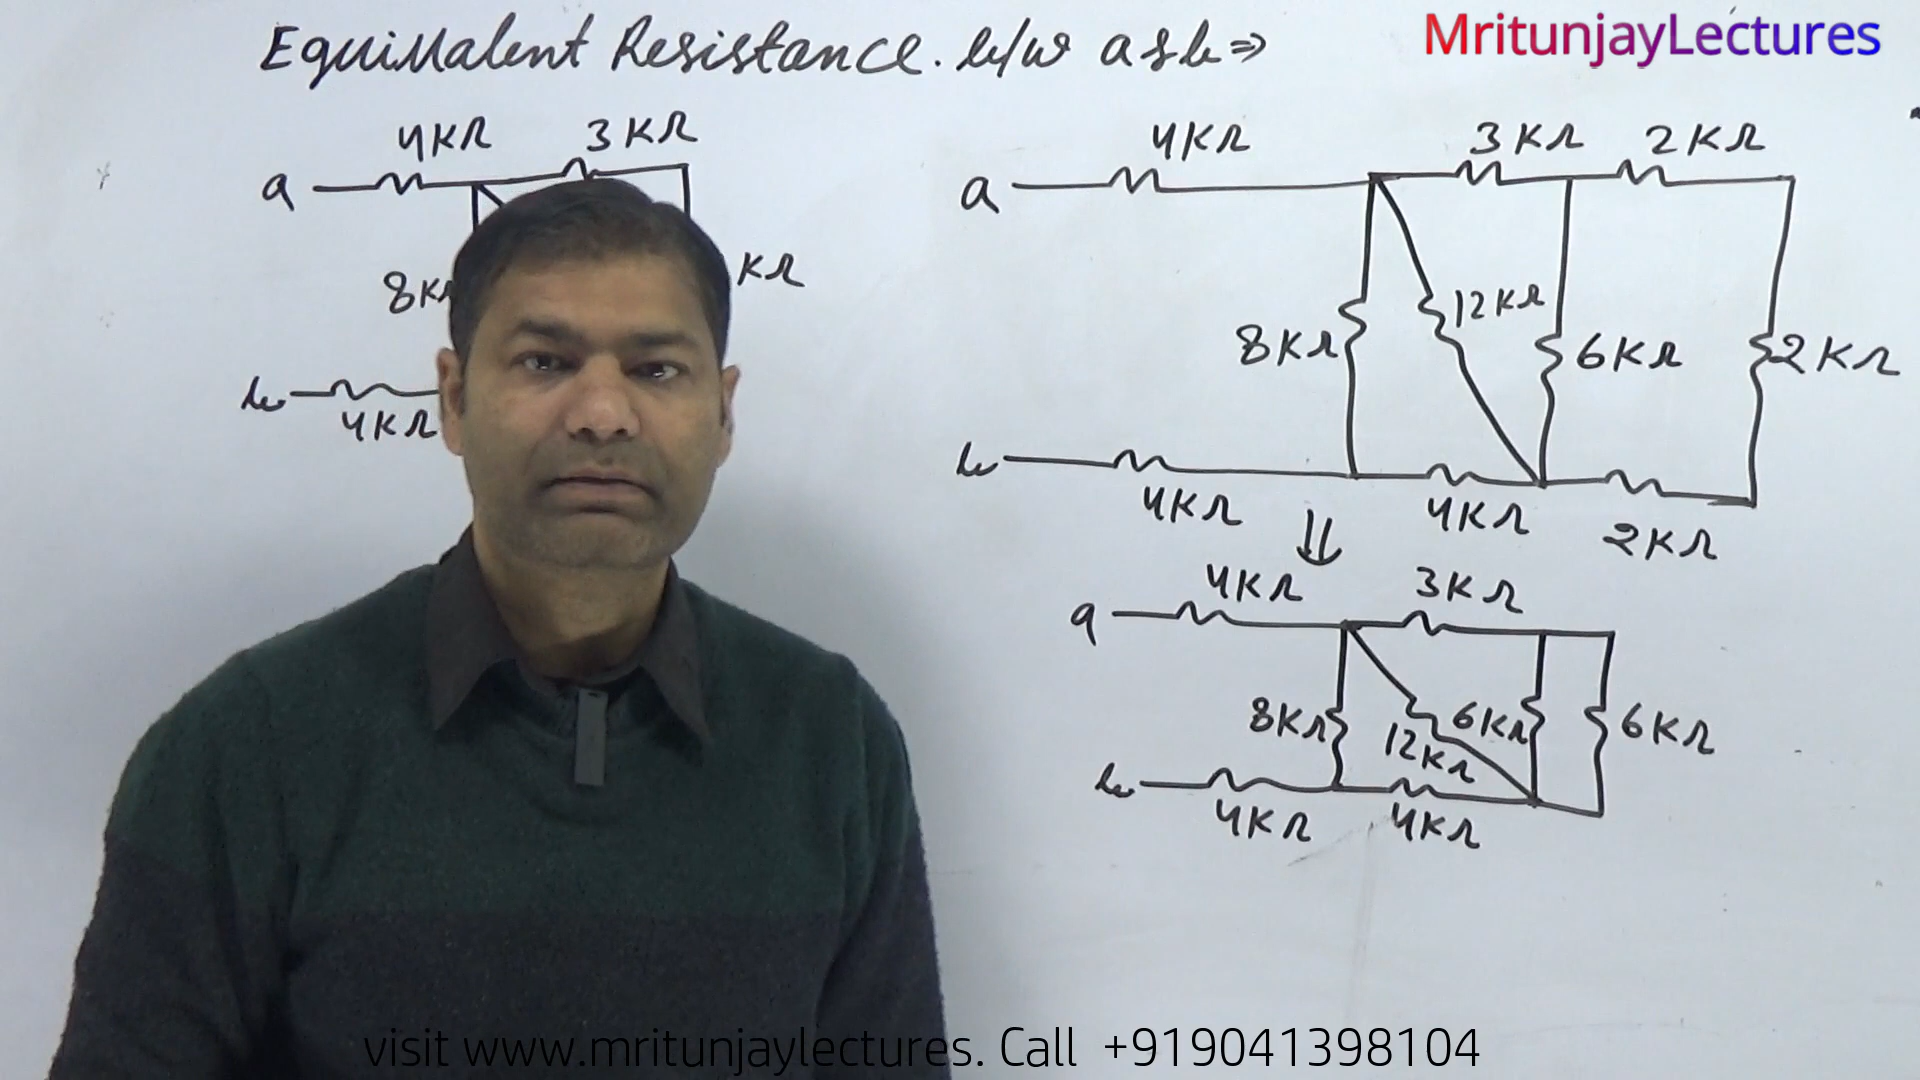 Equivalent Resistance. b/w a & b ⇒
MritunjayLectures
4KΩ 3KΩ
a
8K
KΩ
b
4KΩ
4KΩ 3KΩ 2KΩ
a
12KΩ
8KΩ 6KΩ 2KΩ
b
4KΩ 4KΩ 2KΩ
⇓
4KΩ 3KΩ
a
8KΩ 12KΩ 6KΩ 6KΩ
b
4KΩ 4KΩ
visit www.mritunjaylectures. Call +919041398104